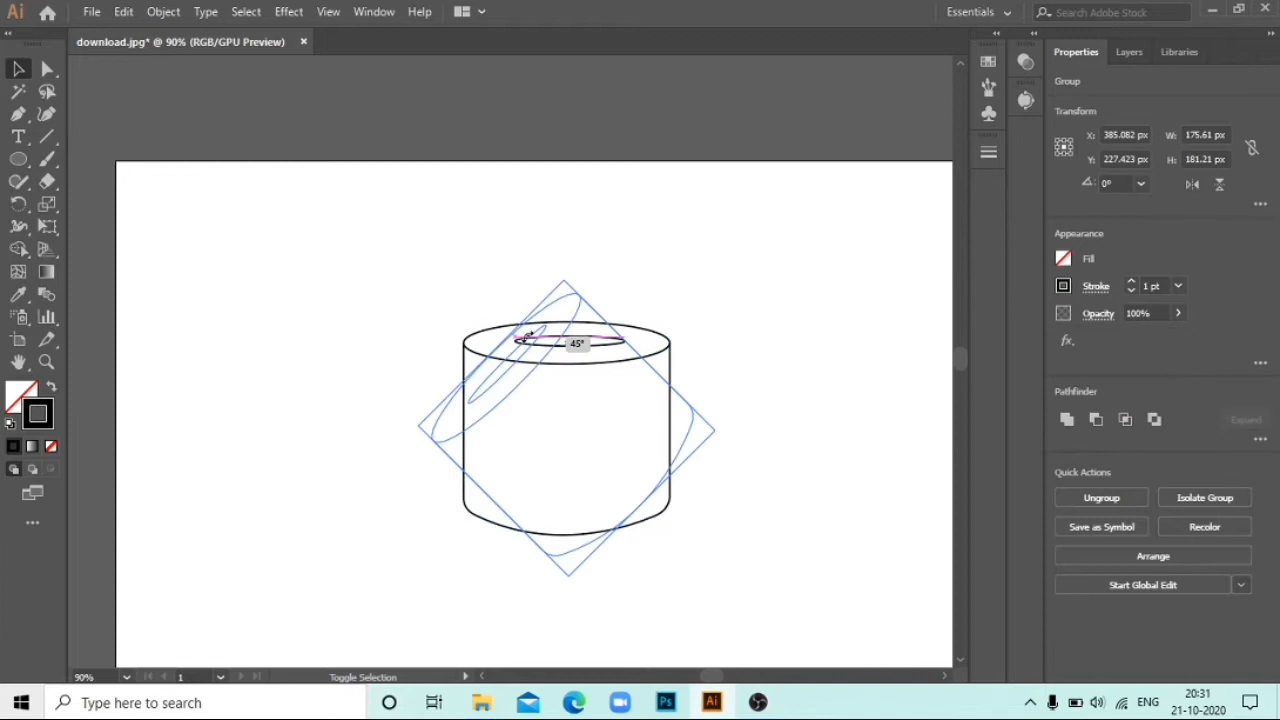 Ai File Edit Object Type Select Effect View Window Help Essentials Search Adobe Stock
download.jpg* @ 90% (RGB/GPU Preview)
Properties Layers Libraries
Group
Transform
X: 385.082 px W: 175.61 px
Y: 227.423 px H: 181.21 px
0°
Appearance
Fill
Stroke 1 pt
Opacity 100%
fx.
45°
Pathfinder
Expand
Quick Actions
Ungroup Isolate Group
Save as Symbol Recolor
Arrange
Start Global Edit
90% 1 Toggle Selection
Type here to search Ps Ai ENG 20:31
21-10-2020